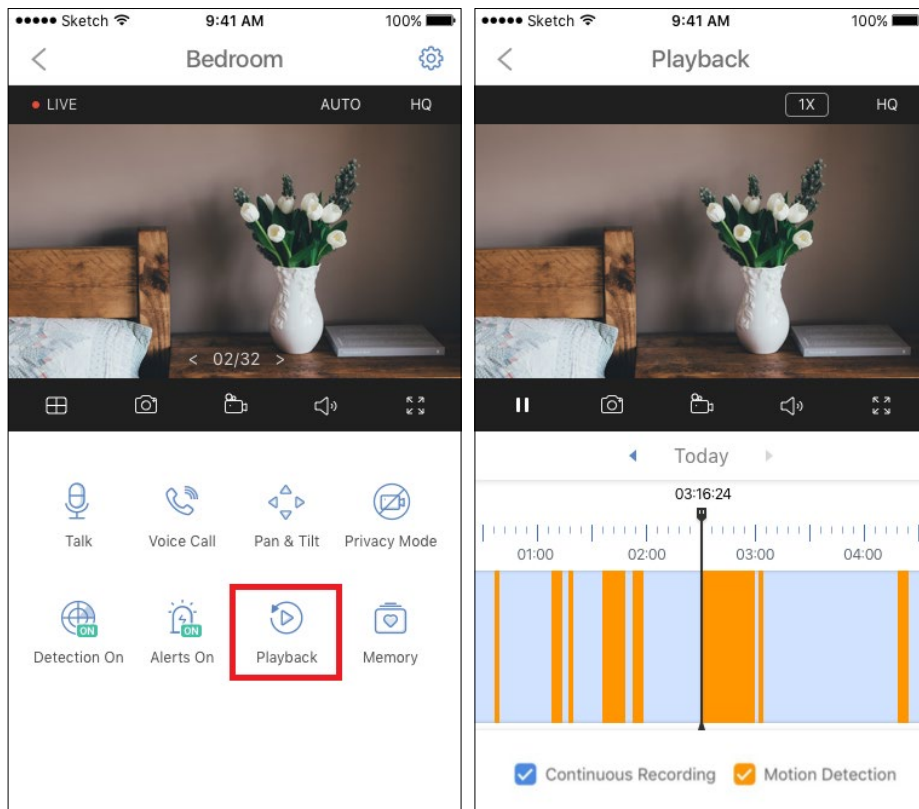 Sketch 9:41 AM 100%
Bedroom
LIVE AUTO HQ
< 02/32 >
Talk Voice Call Pan & Tilt Privacy Mode
ON ON
Detection On Alerts On Playback Memory
Sketch 9:41 AM 100%
Playback
1X HQ
Today
03:16:24
01:00 02:00 03:00 04:00
Continuous Recording Motion Detection